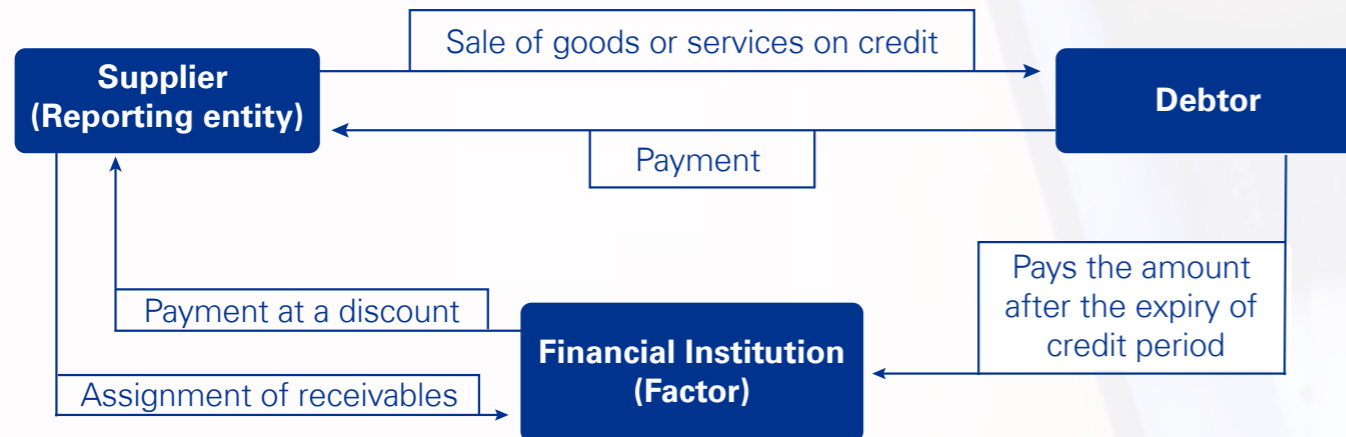 Sale of goods or services on credit
Supplier
(Reporting entity)
Debtor
Payment
Payment at a discount
Assignment of receivables
Financial Institution
(Factor)
Pays the amount
after the expiry of
credit period